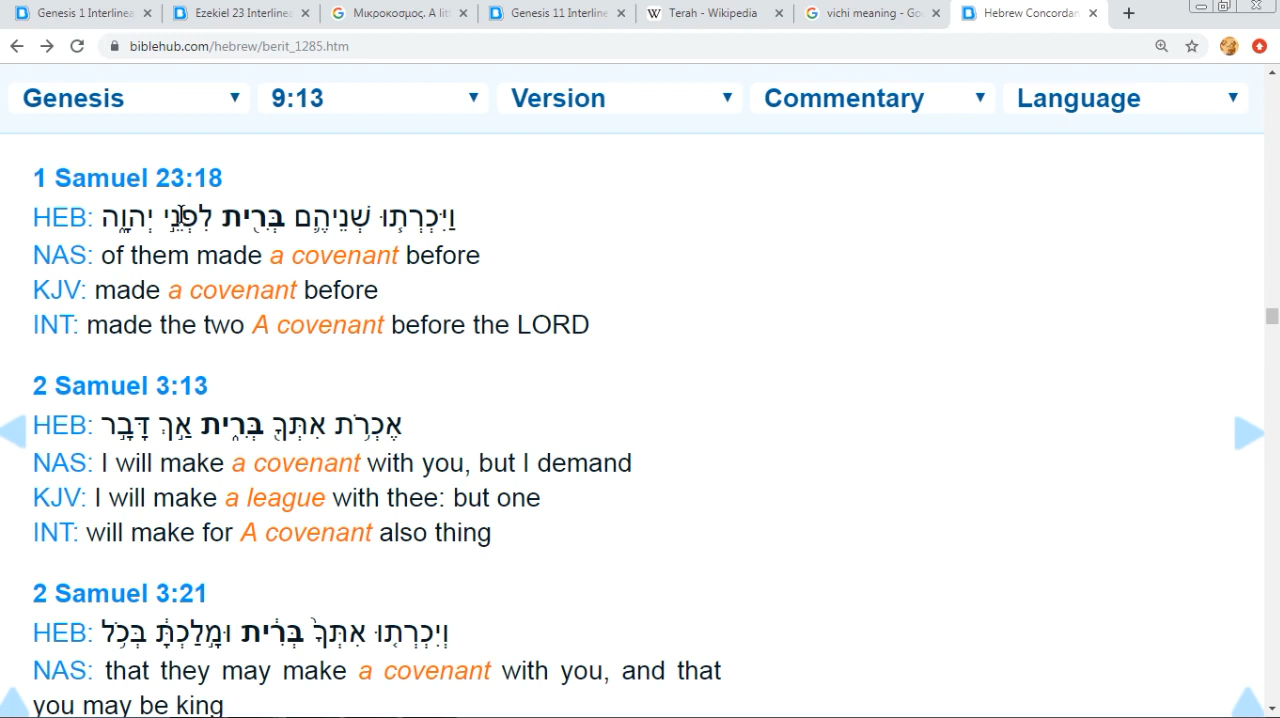 Genesis 1 Interlinea
Ezekiel 23 Interlinea
Μικροκοσμος. A lit
Genesis 11 Interline
Terah - Wikipedia
vichi meaning - Go
Hebrew Concordan
biblehub.com/hebrew/berit_1285.htm
Genesis 9:13 Version Commentary Language
1 Samuel 23:18
HEB: וַיִּכְרְת֧וּ שְׁנֵיהֶ֛ם בְּרִ֖ית לִפְנֵ֣י יְהוָ֑ה
NAS: of them made a covenant before
KJV: made a covenant before
INT: made the two A covenant before the LORD
2 Samuel 3:13
HEB: אֶכְרֹ֥ת אִתְּךָ֖ בְּרִ֑ית אַ֣ךְ דָּבָ֣ר
NAS: I will make a covenant with you, but I demand
KJV: I will make a league with thee: but one
INT: will make for A covenant also thing
2 Samuel 3:21
HEB: וְיִכְרְת֤וּ אִתְּךָ֙ בְּרִ֔ית וּמָ֣לַכְתָּ֔ בְּכֹ֥ל
NAS: that they may make a covenant with you, and that
you may be king